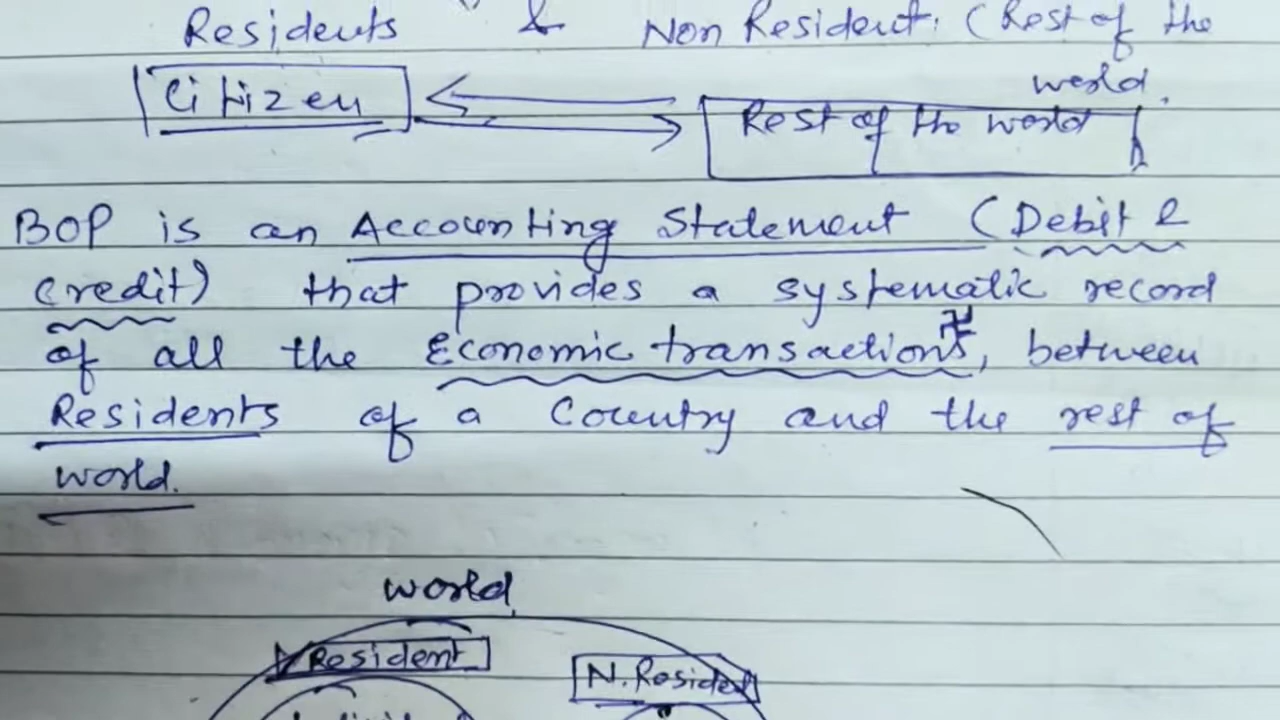 Residents & Non Resident: (Rest of the
world.
Citizen
Rest of the world
BOP is an Accounting Statement (Debit &
Credit) that provides a systematic record
of all the Economic transactions, between
Residents of a Country and the rest of
world.
world
Resident
N. Resident